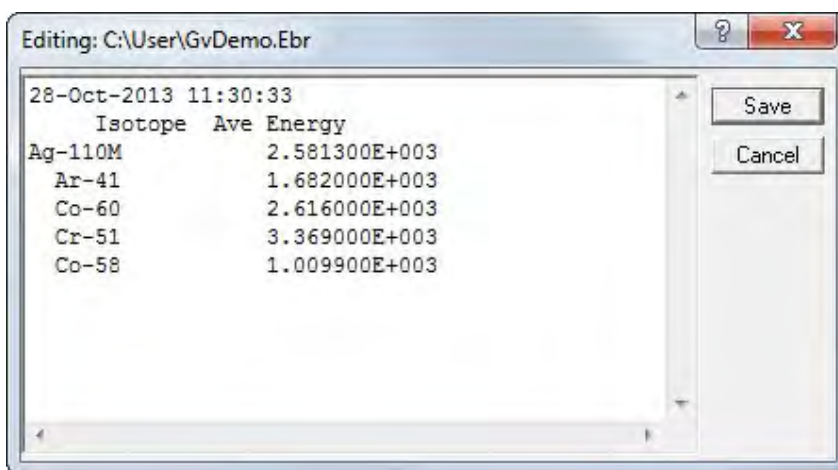 Editing: C:\User\GvDemo.Ebr
28-Oct-2013 11:30:33
Isotope Ave Energy
Ag-110M 2.581300E+003
Ar-41 1.682000E+003
Co-60 2.616000E+003
Cr-51 3.369000E+003
Co-58 1.009900E+003
Save
Cancel